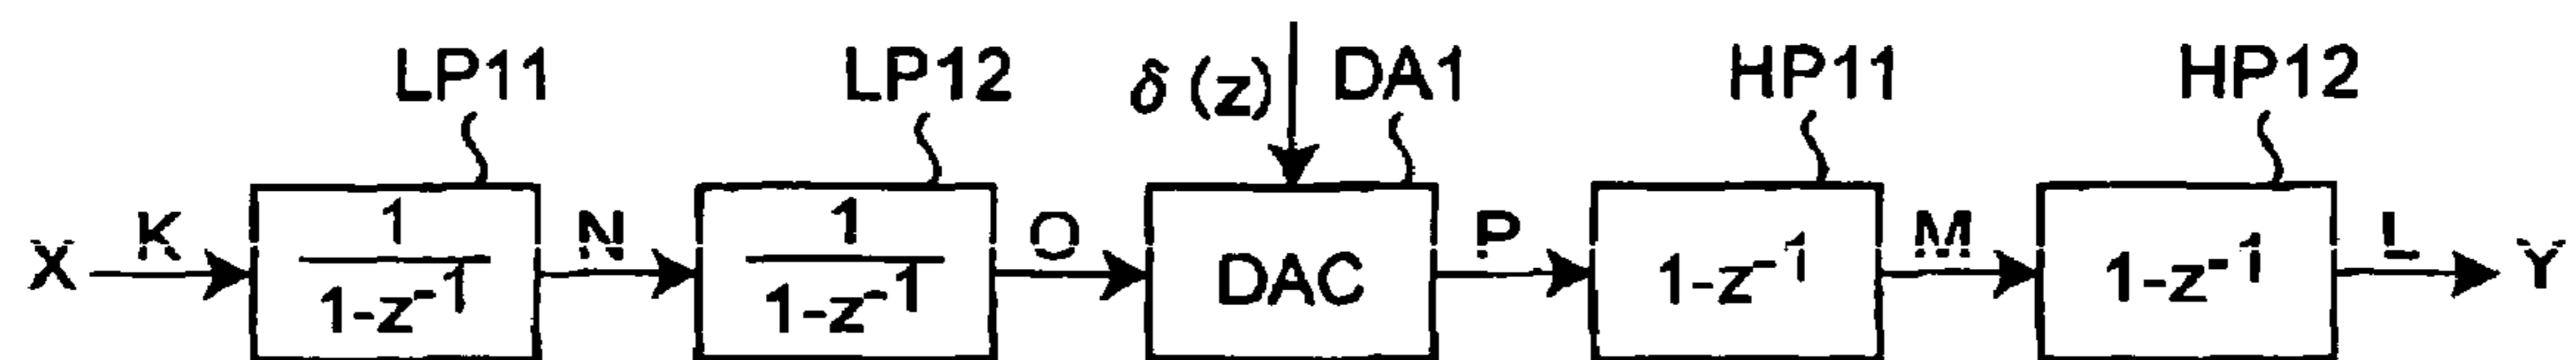 LP11 LP12 δ(z) DA1 HP11 HP12
X K 1/(1-z⁻¹) N 1/(1-z⁻¹) O DAC P 1-z⁻¹ M 1-z⁻¹ L Y